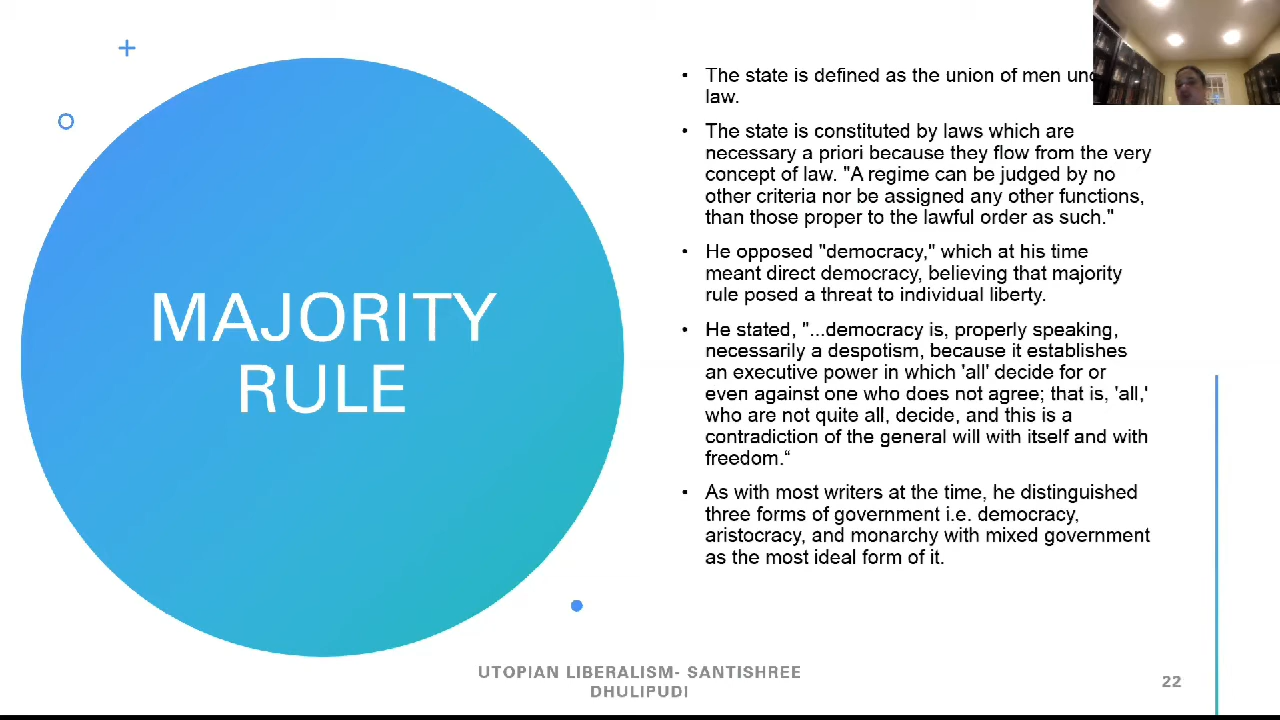 MAJORITY
RULE
• The state is defined as the union of men
law.
• The state is constituted by laws which are
necessary a priori because they flow from the very
concept of law. "A regime can be judged by no
other criteria nor be assigned any other functions,
than those proper to the lawful order as such."
• He opposed "democracy," which at his time
meant direct democracy, believing that majority
rule posed a threat to individual liberty.
• He stated, "...democracy is, properly speaking,
necessarily a despotism, because it establishes
an executive power in which 'all' decide for or
even against one who does not agree; that is, 'all,'
who are not quite all, decide, and this is a
contradiction of the general will with itself and with
freedom.“
• As with most writers at the time, he distinguished
three forms of government i.e. democracy,
aristocracy, and monarchy with mixed government
as the most ideal form of it.
UTOPIAN LIBERALISM- SANTISHREE
DHULIPUDI
22